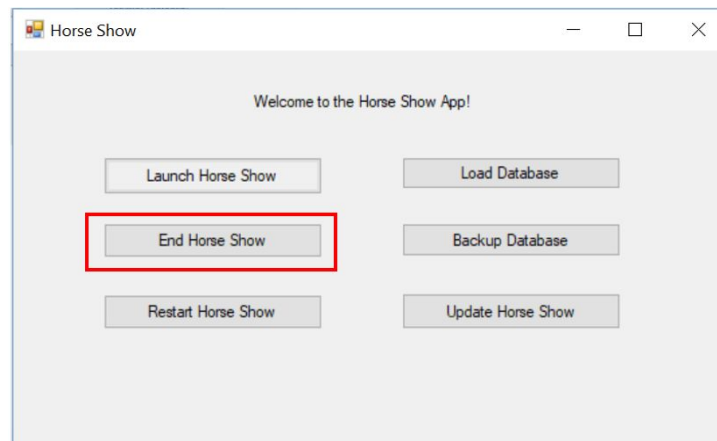 Horse Show
Welcome to the Horse Show App!
Launch Horse Show
Load Database
End Horse Show
Backup Database
Restart Horse Show
Update Horse Show